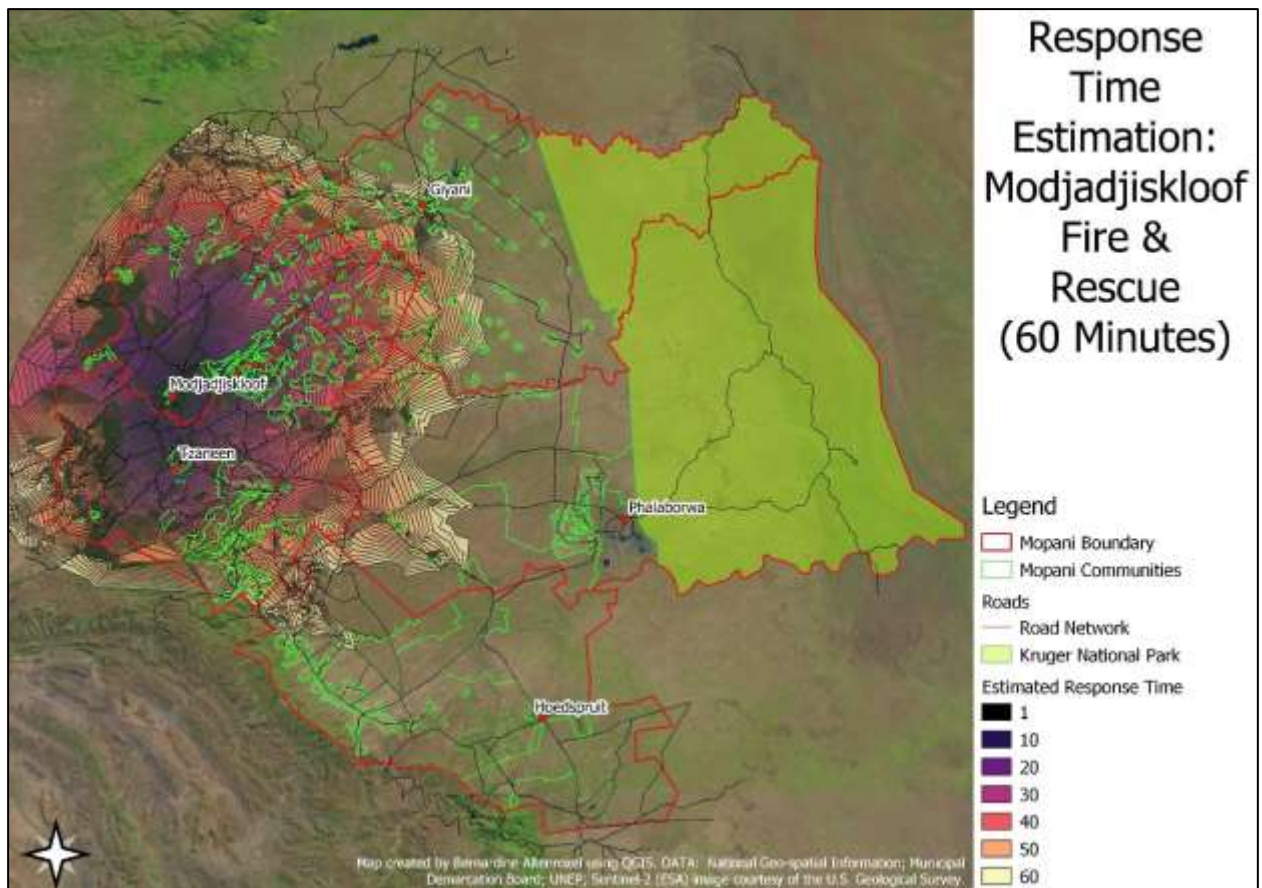 Response
Time
Estimation:
Modjadjiskloof
Fire &
Rescue
(60 Minutes)
Giyani
Modjadjiskloof
Tzaneen
Phalaborwa
Hoedspruit
Legend
Mopani Boundary
Mopani Communities
Roads
Road Network
Kruger National Park
Estimated Response Time
1
10
20
30
40
50
60
Map created by Bernardine using QGIS. DATA: National Geo-spatial Information; Municipal
Demarcation Board; UNEP; Sentinel-2 (ESA) image courtesy of the U.S. Geological Survey.